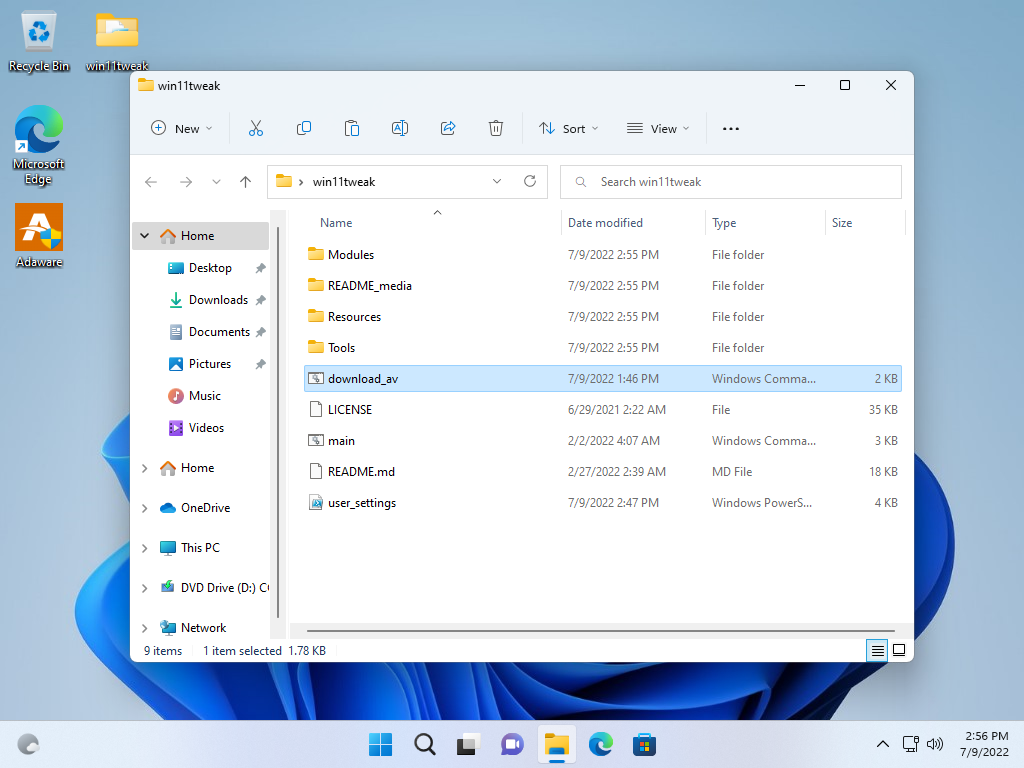 Recycle Bin
win11tweak
Microsoft
Edge
Adaware
win11tweak
New
Sort
View
win11tweak
Search win11tweak
Name Date modified Type Size
Home
Desktop
Downloads
Documents
Pictures
Music
Videos
Home
OneDrive
This PC
DVD Drive (D:) C
Network
Modules 7/9/2022 2:55 PM File folder
README_media 7/9/2022 2:55 PM File folder
Resources 7/9/2022 2:55 PM File folder
Tools 7/9/2022 2:55 PM File folder
download_av 7/9/2022 1:46 PM Windows Comma... 2 KB
LICENSE 6/29/2021 2:22 AM File 35 KB
main 2/2/2022 4:07 AM Windows Comma... 3 KB
README.md 2/27/2022 2:39 AM MD File 18 KB
user_settings 7/9/2022 2:47 PM Windows PowerS... 4 KB
9 items 1 item selected 1.78 KB
2:56 PM
7/9/2022